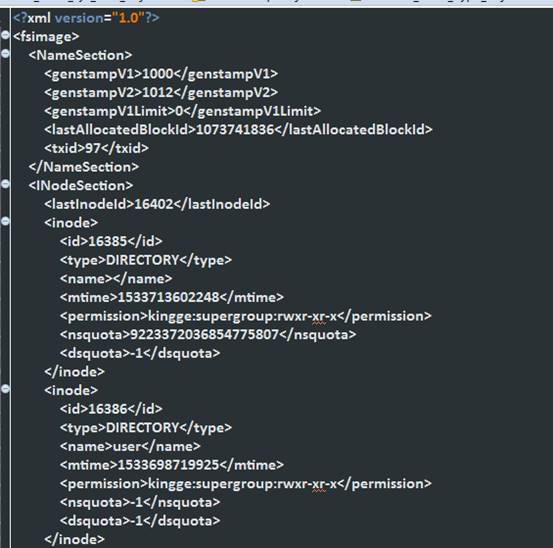 <?xml version="1.0"?>
<fsimage>
<NameSection>
<genstampV1>1000</genstampV1>
<genstampV2>1012</genstampV2>
<genstampV1Limit>0</genstampV1Limit>
<lastAllocatedBlockId>1073741836</lastAllocatedBlockId>
<txid>97</txid>
</NameSection>
<INodeSection>
<lastInodeId>16402</lastInodeId>
<inode>
<id>16385</id>
<type>DIRECTORY</type>
<name></name>
<mtime>1533713602248</mtime>
<permission>kingge:supergroup:rwxr-xr-x</permission>
<nsquota>9223372036854775807</nsquota>
<dsquota>-1</dsquota>
</inode>
<inode>
<id>16386</id>
<type>DIRECTORY</type>
<name>user</name>
<mtime>1533698719925</mtime>
<permission>kingge:supergroup:rwxr-xr-x</permission>
<nsquota>-1</nsquota>
<dsquota>-1</dsquota>
</inode>